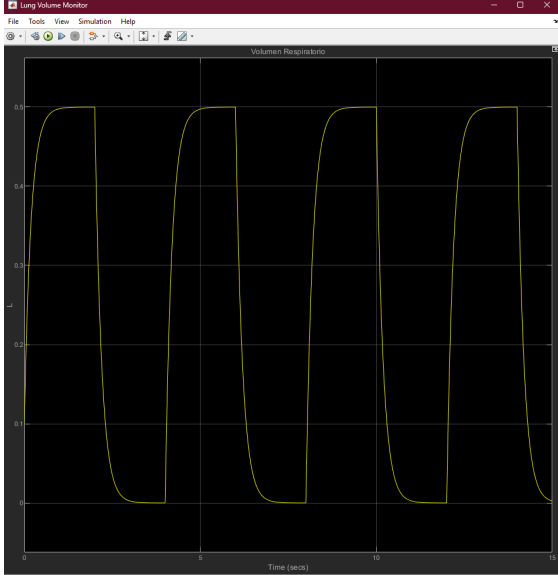 Lung Volume Monitor
File Tools View Simulation Help
Volumen Respiratorio
0.5
0.4
0.3
0.2
0.1
0
L
0 5 10 15
Time (secs)